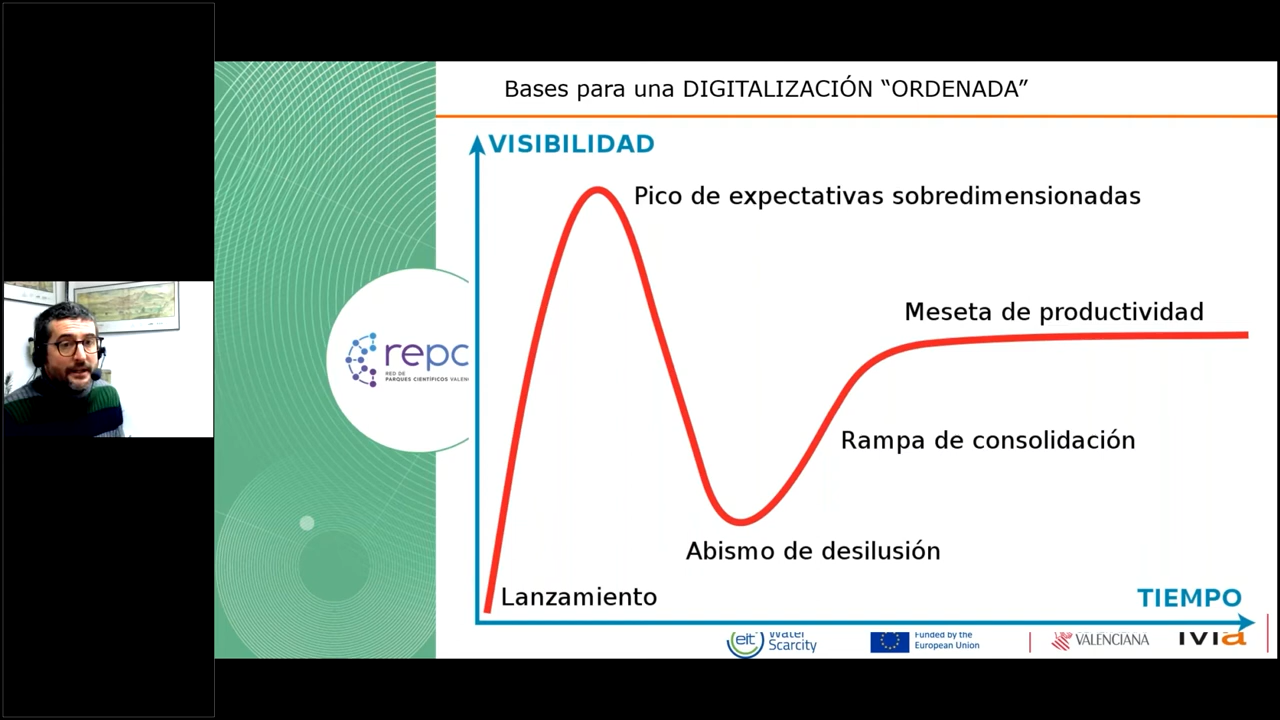 Bases para una DIGITALIZACIÓN “ORDENADA”
VISIBILIDAD
Pico de expectativas sobredimensionadas
Meseta de productividad
repc
RED DE
PARQUES CIENTÍFICOS VALEN
Rampa de consolidación
Abismo de desilusión
Lanzamiento
TIEMPO
eit
Water
Scarcity
Funded by the
European Union
VALENCIANA
ivia